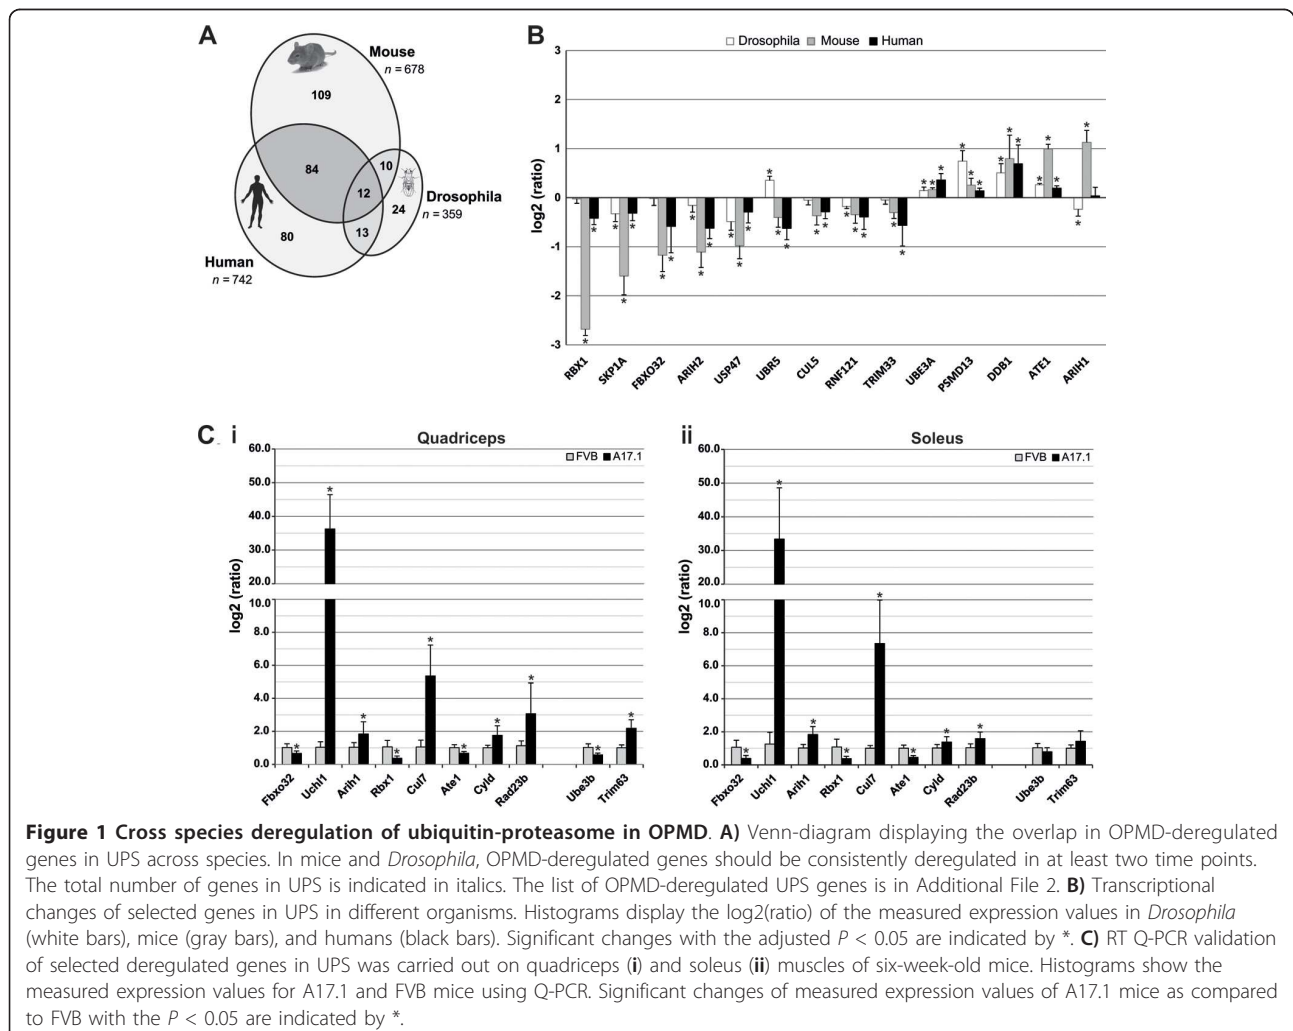 A
Mouse
n = 678
109
84
10
12
Drosophila
n = 359
24
13
80
Human
n = 742
B
Drosophila Mouse Human
3
2
1
0
-1
-2
-3
log2 (ratio)
* * * * * * * * * * * * * * * * * * * * * * * * * * * * * * * * * *
RBX1 SKP1A FBXO32 ARIH2 USP47 UBR5 CUL5 RNF121 TRIM33 UBE3A PSMD13 DDB1 ATE1 ARIH1
C i
Quadriceps
FVB A17.1
60.0
50.0
40.0
30.0
20.0
10.0
8.0
6.0
4.0
2.0
0.0
log2 (ratio)
* * * * * * * * * *
Fbxo32 Uchl1 Arih1 Rbx1 Cul7 Ate1 Cyld Rad23b Ube3b Trim63
ii
Soleus
FVB A17.1
60.0
50.0
40.0
30.0
20.0
10.0
8.0
6.0
4.0
2.0
0.0
log2 (ratio)
* * * * * * * *
Fbxo32 Uchl1 Arih1 Rbx1 Cul7 Ate1 Cyld Rad23b Ube3b Trim63
Figure 1 Cross species deregulation of ubiquitin-proteasome in OPMD. A) Venn-diagram displaying the overlap in OPMD-deregulated
genes in UPS across species. In mice and Drosophila, OPMD-deregulated genes should be consistently deregulated in at least two time points.
The total number of genes in UPS is indicated in italics. The list of OPMD-deregulated UPS genes is in Additional File 2. B) Transcriptional
changes of selected genes in UPS in different organisms. Histograms display the log2(ratio) of the measured expression values in Drosophila
(white bars), mice (gray bars), and humans (black bars). Significant changes with the adjusted P < 0.05 are indicated by *. C) RT Q-PCR validation
of selected deregulated genes in UPS was carried out on quadriceps (i) and soleus (ii) muscles of six-week-old mice. Histograms show the
measured expression values for A17.1 and FVB mice using Q-PCR. Significant changes of measured expression values of A17.1 mice as compared
to FVB with the P < 0.05 are indicated by *.